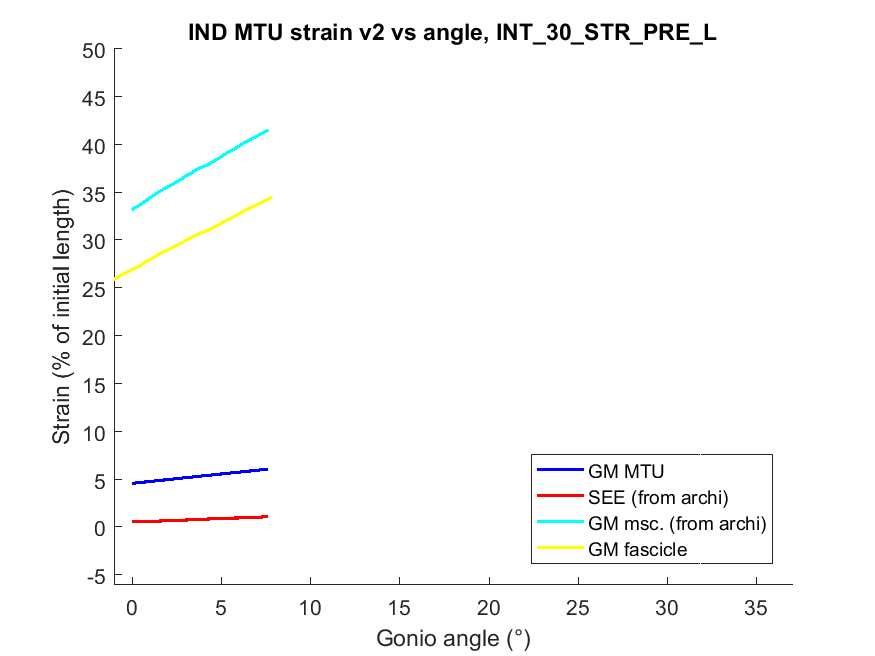 IND MTU strain v2 vs angle, INT_30_STR_PRE_L
Strain (% of initial length)
50
45
40
35
30
25
20
15
10
5
0
-5
0 5 10 15 20 25 30 35
Gonio angle (°)
GM MTU
SEE (from archi)
GM msc. (from archi)
GM fascicle